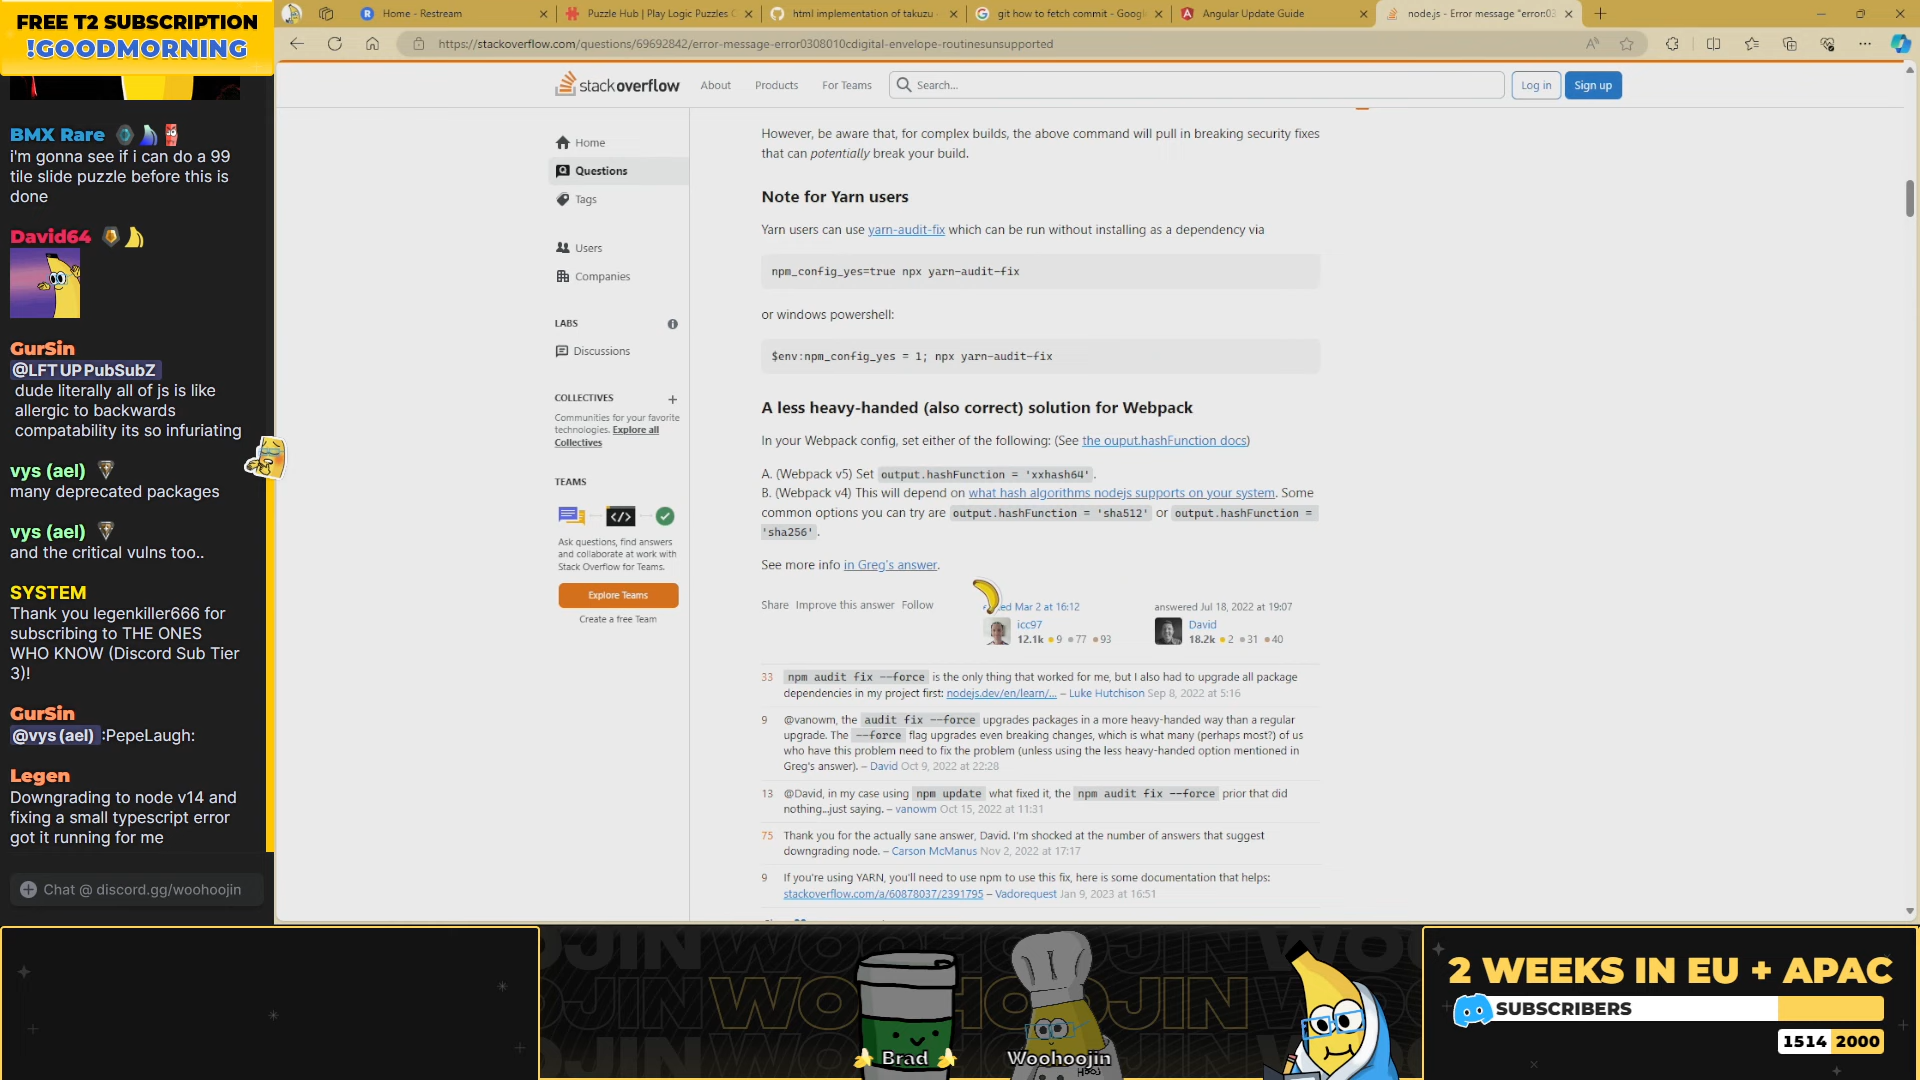 FREE T2 SUBSCRIPTION
!GOODMORNING
Home - Restream
Puzzle Hub | Play Logic Puzzles O
html implementation of takuzu
git how to fetch commit - Googl
Angular Update Guide
node.js - Error message "error:03
https://stackoverflow.com/questions/69692842/error-message-error0308010cdigital-envelope-routinesunsupported
stackoverflow
About
Products
For Teams
Search...
Log in
Sign up
BMX Rare
i'm gonna see if i can do a 99
tile slide puzzle before this is
done
David64
GurSin
@LFT UP PubSubZ
dude literally all of js is like
allergic to backwards
compatability its so infuriating
vys (ael)
many deprecated packages
vys (ael)
and the critical vulns too..
SYSTEM
Thank you legenkiller666 for
subscribing to THE ONES
WHO KNOW (Discord Sub Tier
3)!
GurSin
@vys (ael) :PepeLaugh:
Legen
Downgrading to node v14 and
fixing a small typescript error
got it running for me
Chat @ discord.gg/woohoojin
Home
Questions
Tags
Users
Companies
LABS
Discussions
COLLECTIVES
Communities for your favorite
technologies. Explore all
Collectives
TEAMS
Ask questions, find answers
and collaborate at work with
Stack Overflow for Teams.
Explore Teams
Create a free Team
However, be aware that, for complex builds, the above command will pull in breaking security fixes
that can potentially break your build.
Note for Yarn users
Yarn users can use yarn-audit-fix which can be run without installing as a dependency via
npm_config_yes=true npx yarn-audit-fix
or windows powershell:
$env:npm_config_yes = 1; npx yarn-audit-fix
A less heavy-handed (also correct) solution for Webpack
In your Webpack config, set either of the following: (See the ouput.hashFunction docs)
A. (Webpack v5) Set output.hashFunction = 'xxhash64'.
B. (Webpack v4) This will depend on what hash algorithms nodejs supports on your system. Some
common options you can try are output.hashFunction = 'sha512' or output.hashFunction =
'sha256'.
See more info in Greg's answer.
Share Improve this answer Follow
Mar 2 at 16:12
icc97
12.1k 9 77 93
answered Jul 18, 2022 at 19:07
David
18.2k 2 31 40
33 npm audit fix --force is the only thing that worked for me, but I also had to upgrade all package
dependencies in my project first: nodejs.dev/en/learn/... – Luke Hutchison Sep 8, 2022 at 5:16
9 @vanowm, the audit fix --force upgrades packages in a more heavy-handed way than a regular
upgrade. The --force flag upgrades even breaking changes, which is what many (perhaps most?) of us
who have this problem need to fix the problem (unless using the less heavy-handed option mentioned in
Greg's answer). – David Oct 9, 2022 at 22:28
13 @David, in my case using npm update what fixed it, the npm audit fix --force prior that did
nothing...just saying. – vanowm Oct 15, 2022 at 11:31
75 Thank you for the actually sane answer, David. I'm shocked at the number of answers that suggest
downgrading node. – Carson McManus Nov 2, 2022 at 17:17
9 If you're using YARN, you'll need to use npm to use this fix, here is some documentation that helps:
stackoverflow.com/a/60878037/2391795 – Vadorequest Jan 9, 2023 at 16:51
Brad
Woohoojin
2 WEEKS IN EU + APAC
SUBSCRIBERS
1514 2000